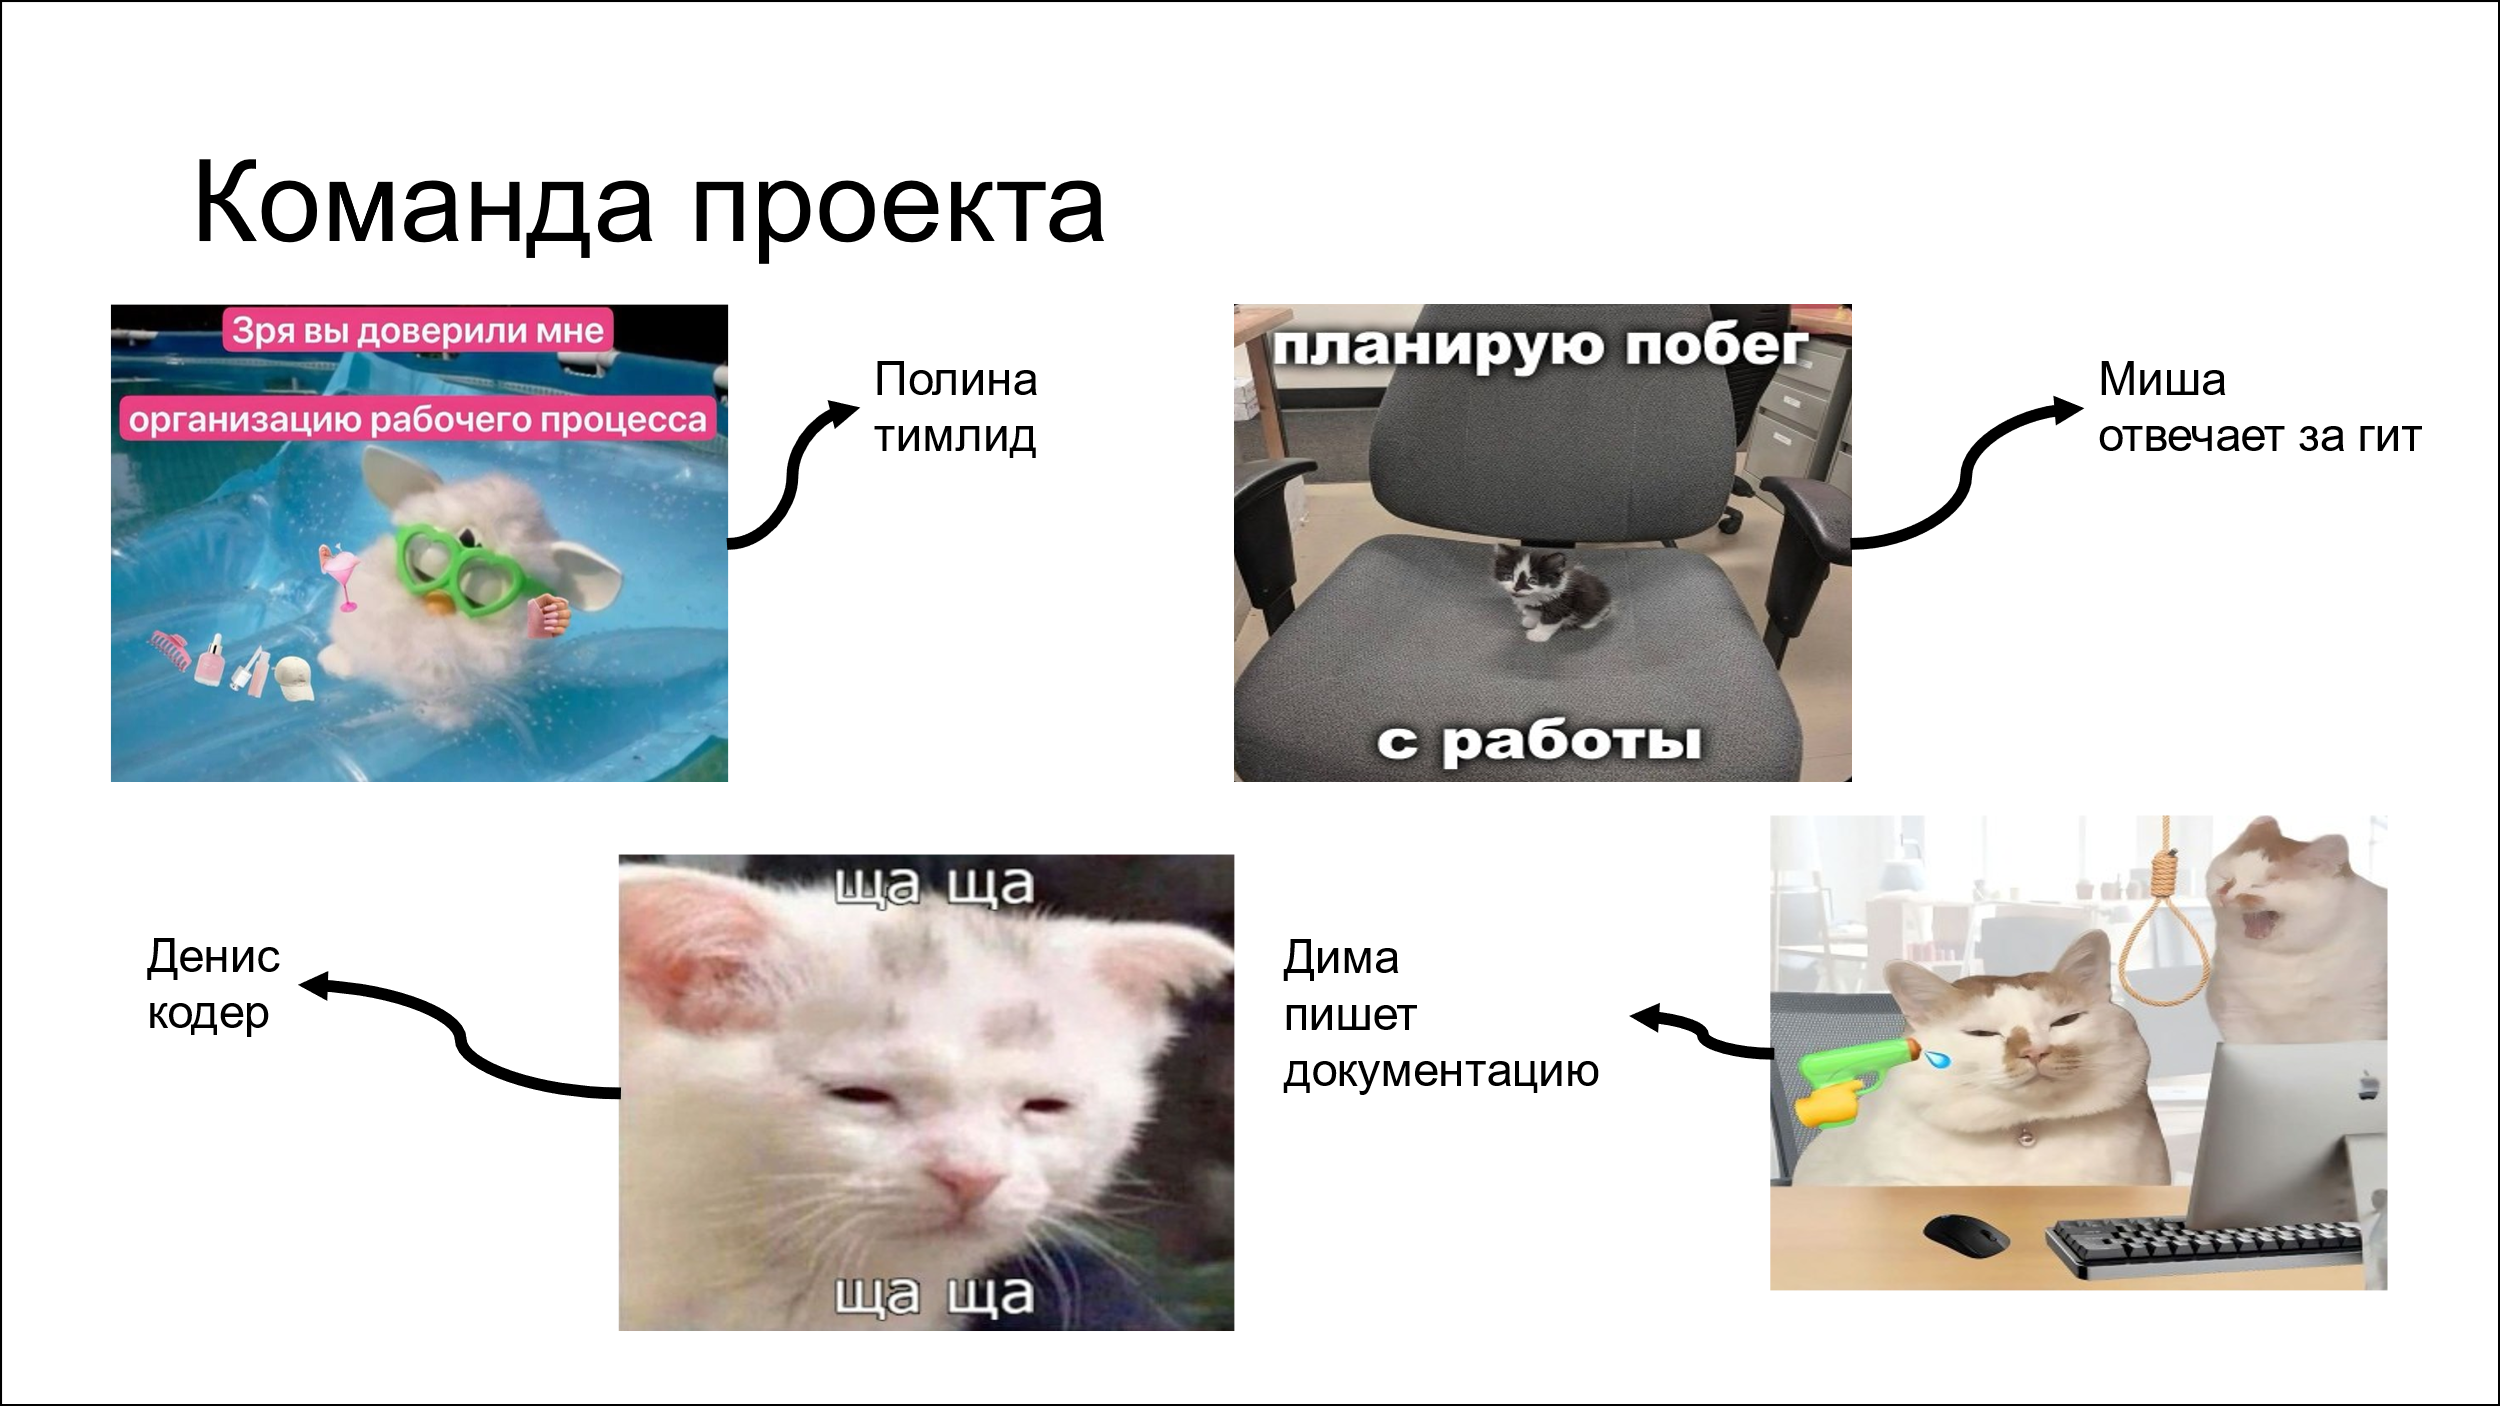 Команда проекта
Зря вы доверили мне
организацию рабочего процесса
Полина
тимлид
планирую побег
с работы
Миша
отвечает за гит
Денис
кодер
ща ща
ща ща
Дима
пишет
документацию